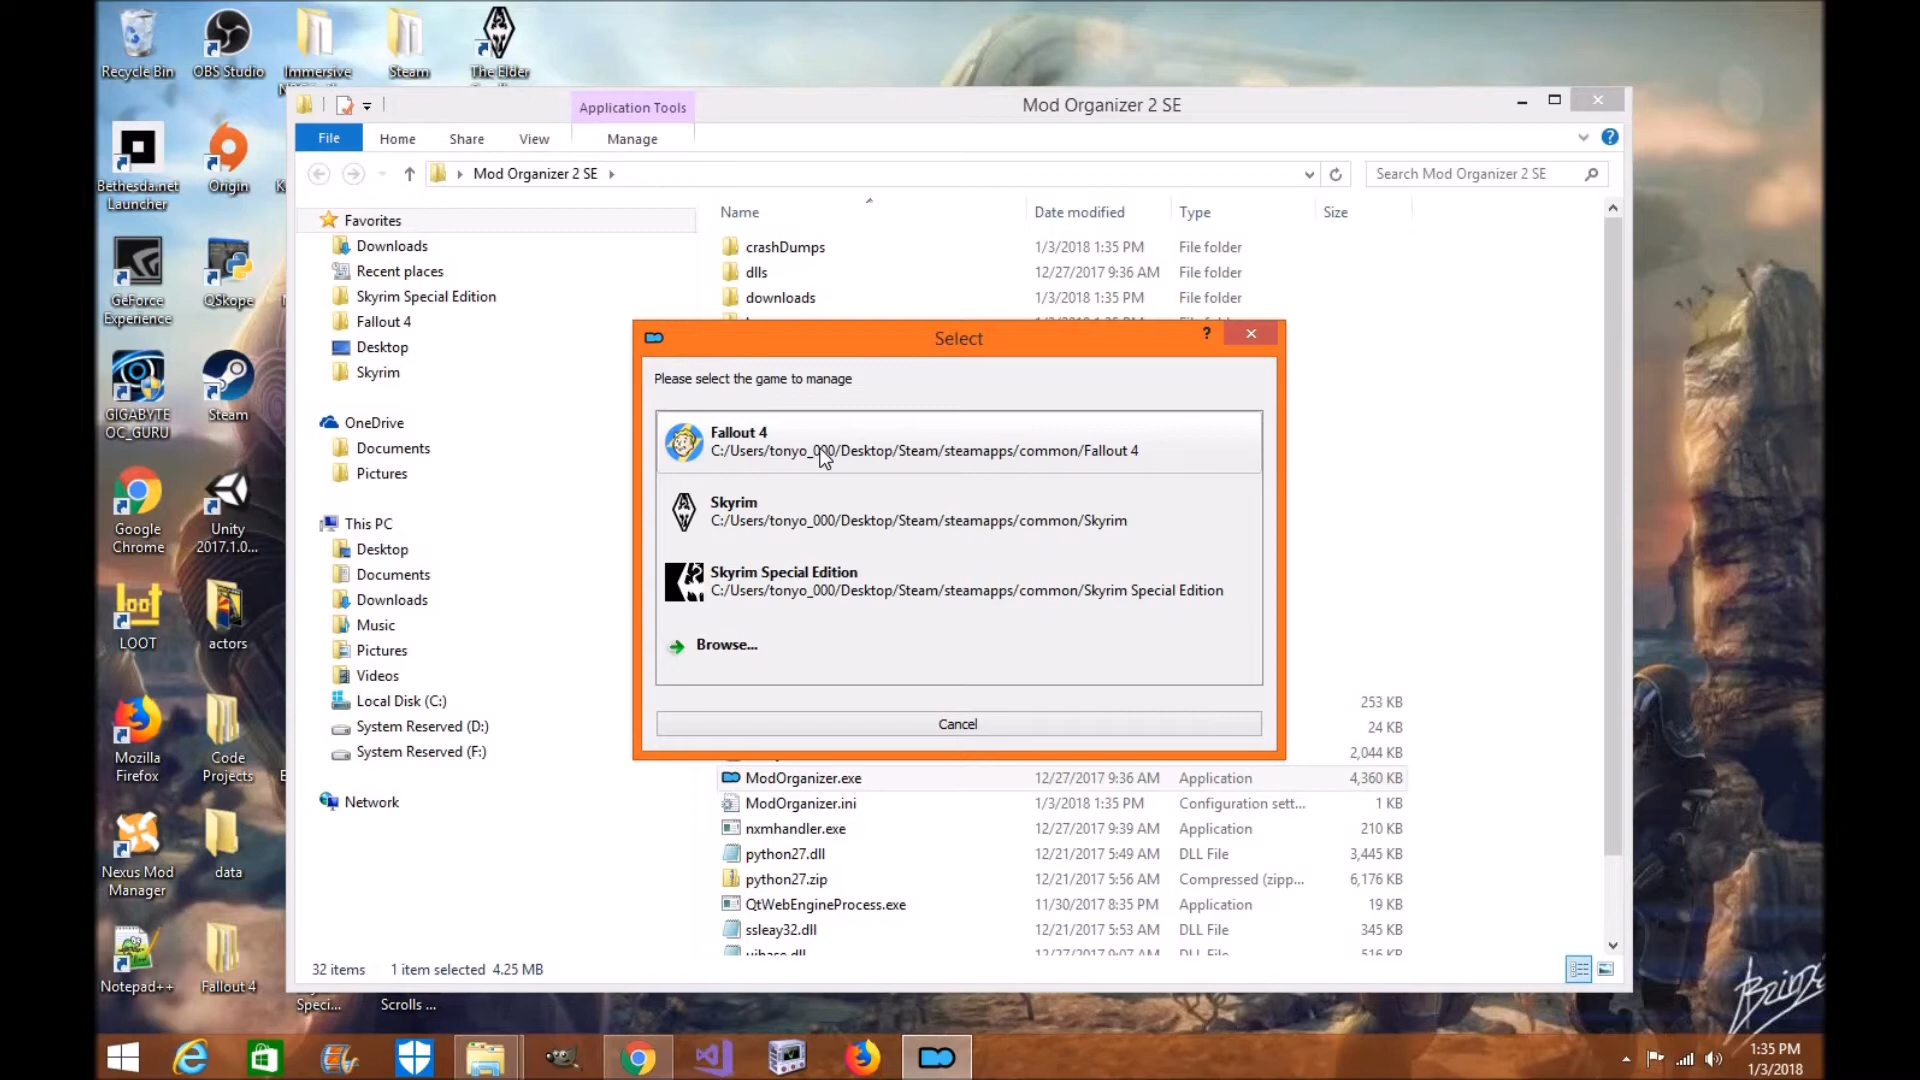 Recycle Bin
OBS Studio
Immersive
Steam
The Elder
Bethesda.net
Launcher
Origin
GeForce
Experience
QSkope
GIGABYTE
OC_GURU
Steam
Google
Chrome
Unity
2017.1.0...
LOOT
actors
Mozilla
Firefox
Code
Projects
Nexus Mod
Manager
data
Notepad++
Fallout 4
Speci...
Scrolls ...
Application Tools
Mod Organizer 2 SE
File
Home
Share
View
Manage
Mod Organizer 2 SE
Search Mod Organizer 2 SE
Favorites
Downloads
Recent places
Skyrim Special Edition
Fallout 4
Desktop
Skyrim
OneDrive
Documents
Pictures
This PC
Desktop
Documents
Downloads
Music
Pictures
Videos
Local Disk (C:)
System Reserved (D:)
System Reserved (F:)
Network
Name Date modified Type Size
crashDumps 1/3/2018 1:35 PM File folder
dlls 12/27/2017 9:36 AM File folder
downloads 1/3/2018 1:35 PM File folder
Select
Please select the game to manage
Fallout 4
C:/Users/tonyo_000/Desktop/Steam/steamapps/common/Fallout 4
Skyrim
C:/Users/tonyo_000/Desktop/Steam/steamapps/common/Skyrim
Skyrim Special Edition
C:/Users/tonyo_000/Desktop/Steam/steamapps/common/Skyrim Special Edition
Browse...
Cancel
253 KB
24 KB
2,044 KB
ModOrganizer.exe 12/27/2017 9:36 AM Application 4,360 KB
ModOrganizer.ini 1/3/2018 1:35 PM Configuration sett... 1 KB
nxmhandler.exe 12/27/2017 9:39 AM Application 210 KB
python27.dll 12/21/2017 5:49 AM DLL File 3,445 KB
python27.zip 12/21/2017 5:56 AM Compressed (zipp... 6,176 KB
QtWebEngineProcess.exe 11/30/2017 8:35 PM Application 19 KB
ssleay32.dll 12/21/2017 5:53 AM DLL File 345 KB
uibase.dll 12/27/2017 9:07 AM DLL File 516 KB
32 items 1 item selected 4.25 MB
1:35 PM
1/3/2018